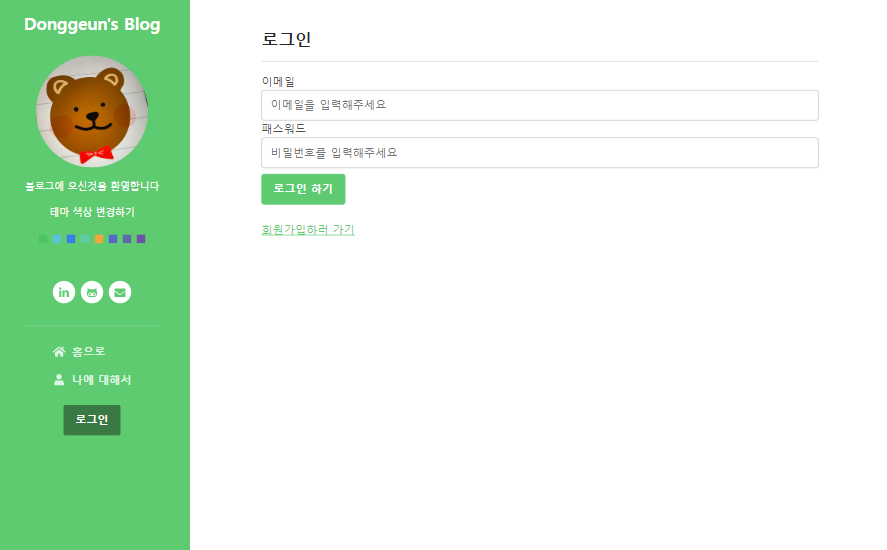 Donggeun's Blog
블로그에 오신것을 환영합니다
테마 색상 변경하기
in
홈으로
나에 대해서
로그인
로그인
이메일
이메일을 입력해주세요
패스워드
비밀번호를 입력해주세요
로그인 하기
회원가입하러 가기